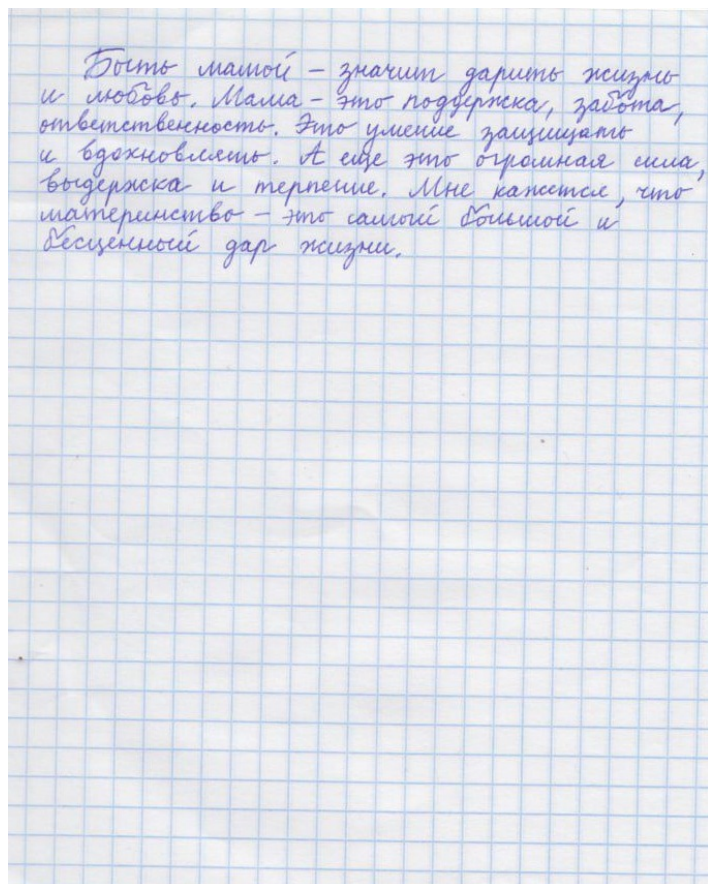 Быть мамой – значит дарить жизнь
и любовь. Мама – это поддержка, забота,
ответственность. Это умение защищать
и вдохновлять. А еще это огромная сила,
выдержка и терпение. Мне кажется, что
материнство – это самый большой и
бесценный дар жизни.